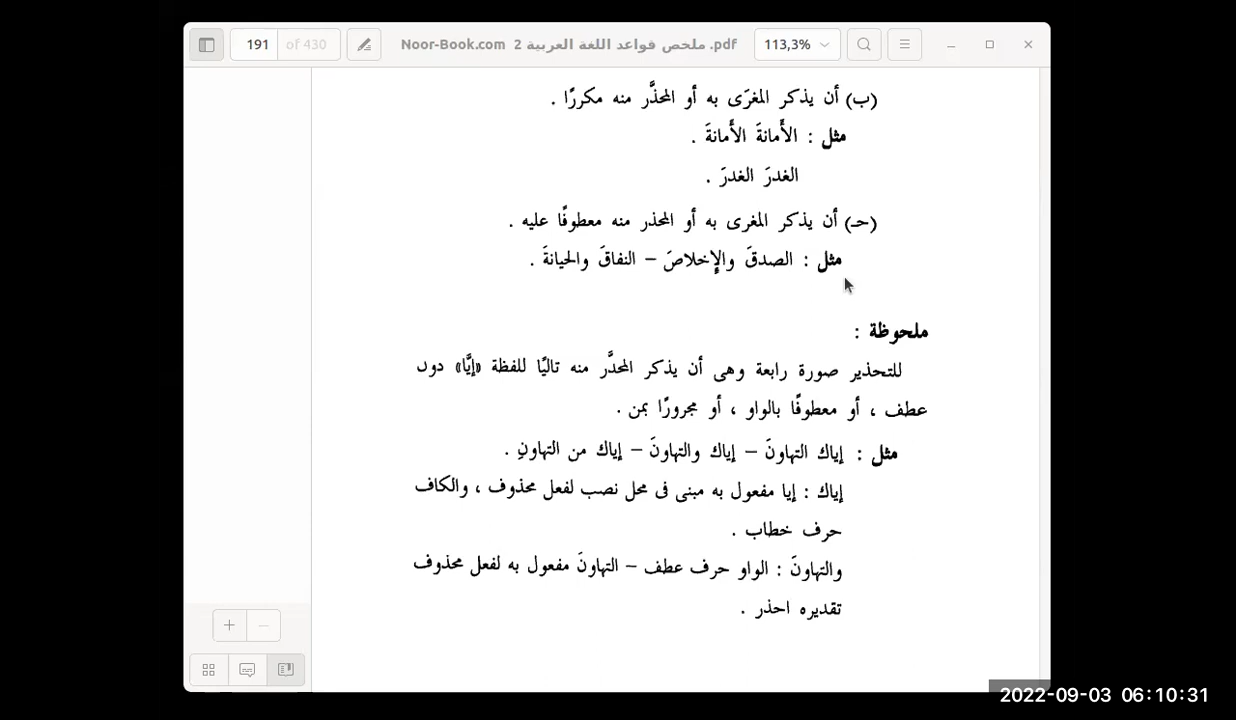 191 of 430
Noor-Book.com ملخص قواعد اللغة العربية 2 .pdf
113,3%
(ب) أن يذكر المغرَى به أو المحذَّر منه مكررًا .
مثل : الأَمانةَ الأَمانةَ .
الغدرَ الغدرَ .
(حـ) أن يذكر المغرى به أو المحذر منه معطوفًا عليه .
مثل : الصدقَ والإخلاصَ – النفاقَ والخيانةَ .
ملحوظة :
للتحذير صورة رابعة وهى أن يذكر المحذَّر منه تاليًا للفظة «إيَّا» دون
عطف ، أو معطوفًا بالواو ، أو مجرورًا بمن .
مثل : إياك التهاونَ – إياك والتهاونَ – إياك من التهاونِ .
إياك : إيا مفعول به مبنى فى محل نصب لفعل محذوف ، والكاف
حرف خطاب .
والتهاونَ : الواو حرف عطف – التهاونَ مفعول به لفعل محذوف
تقديره احذر .
2022-09-03 06:10:31